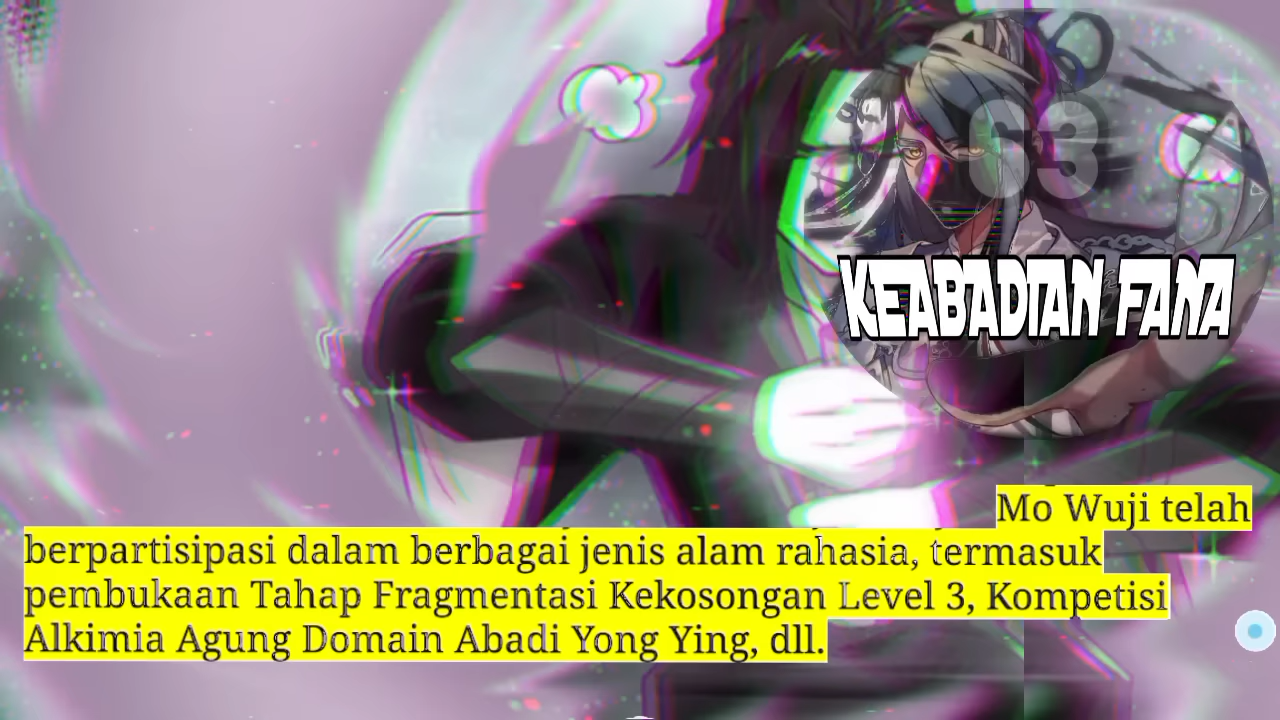 63
KEABADIAN FANA
Mo Wuji telah
berpartisipasi dalam berbagai jenis alam rahasia, termasuk
pembukaan Tahap Fragmentasi Kekosongan Level 3, Kompetisi
Alkimia Agung Domain Abadi Yong Ying, dll.